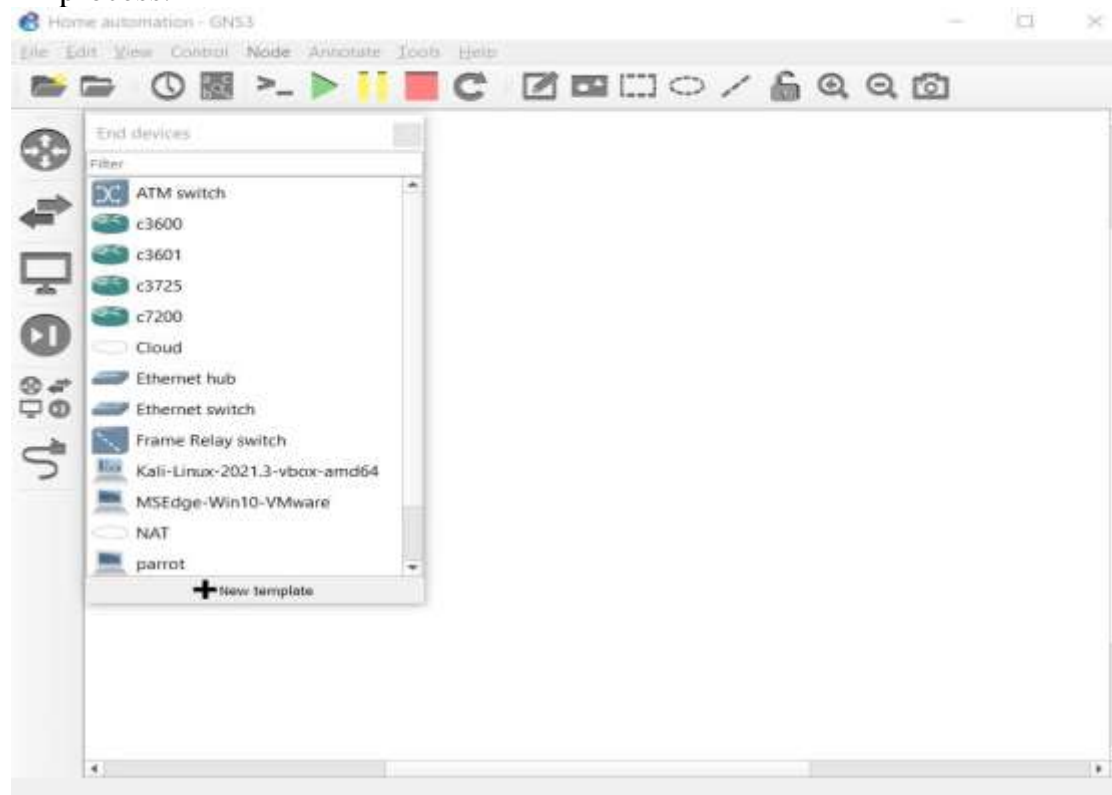 process.
Home automation - GNS3
File Edit View Control Node Annotate Tools Help
End devices
Filter
ATM switch
c3600
c3601
c3725
c7200
Cloud
Ethernet hub
Ethernet switch
Frame Relay switch
Kali-Linux-2021.3-vbox-amd64
MSEdge-Win10-VMware
NAT
parrot
New template